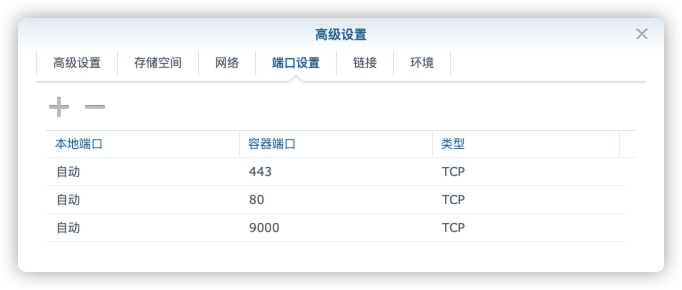 高级设置
高级设置 存储空间 网络 端口设置 链接 环境
本地端口 容器端口 类型
自动 443 TCP
自动 80 TCP
自动 9000 TCP